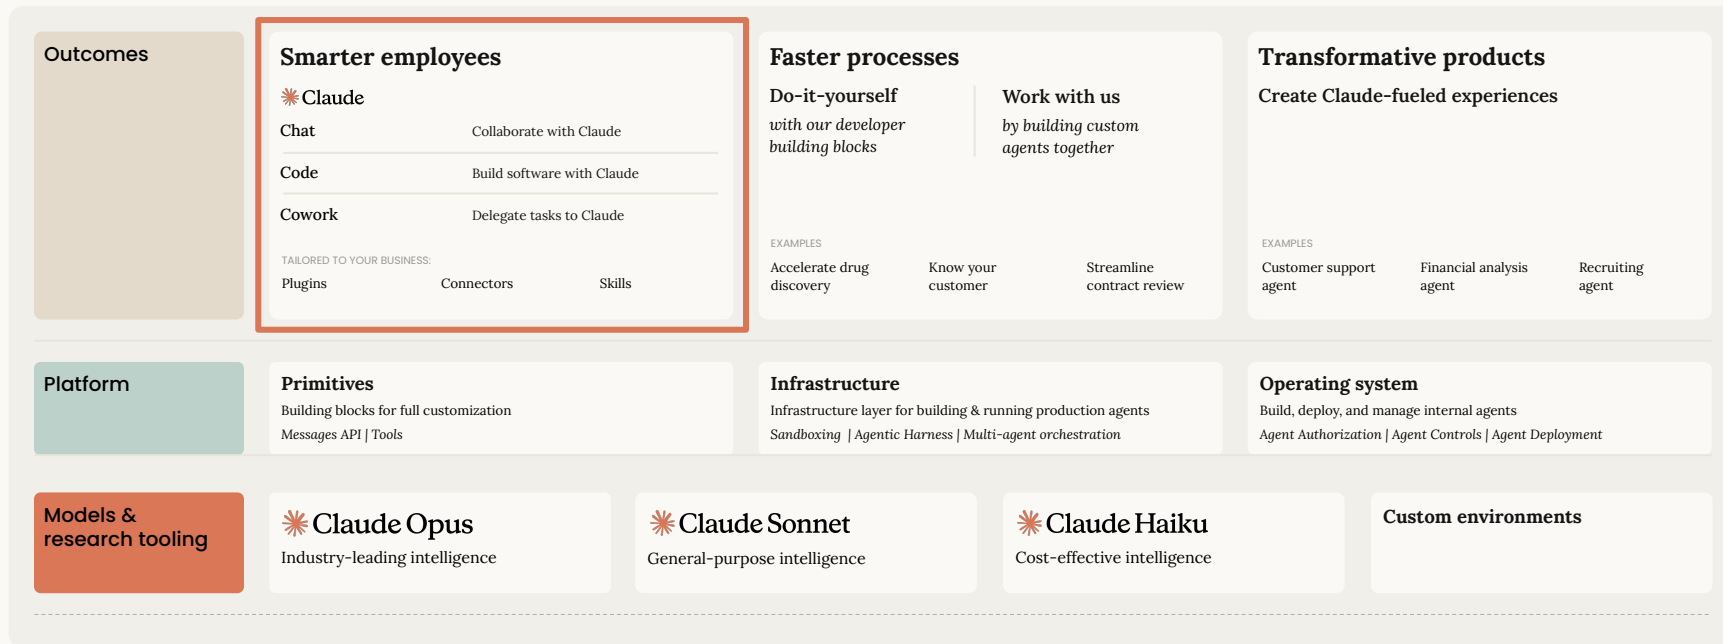 Outcomes
Smarter employees
Claude
Chat
Collaborate with Claude
Code
Build software with Claude
Cowork
Delegate tasks to Claude
TAILORED TO YOUR BUSINESS:
Plugins
Connectors
Skills
Faster processes
Do-it-yourself
with our developer
building blocks
Work with us
by building custom
agents together
EXAMPLES
Accelerate drug
discovery
Know your
customer
Streamline
contract review
Transformative products
Create Claude-fueled experiences
EXAMPLES
Customer support
agent
Financial analysis
agent
Recruiting
agent
Platform
Primitives
Building blocks for full customization
Messages API | Tools
Infrastructure
Infrastructure layer for building & running production agents
Sandboxing | Agentic Harness | Multi-agent orchestration
Operating system
Build, deploy, and manage internal agents
Agent Authorization | Agent Controls | Agent Deployment
Models &
research tooling
Claude Opus
Industry-leading intelligence
Claude Sonnet
General-purpose intelligence
Claude Haiku
Cost-effective intelligence
Custom environments